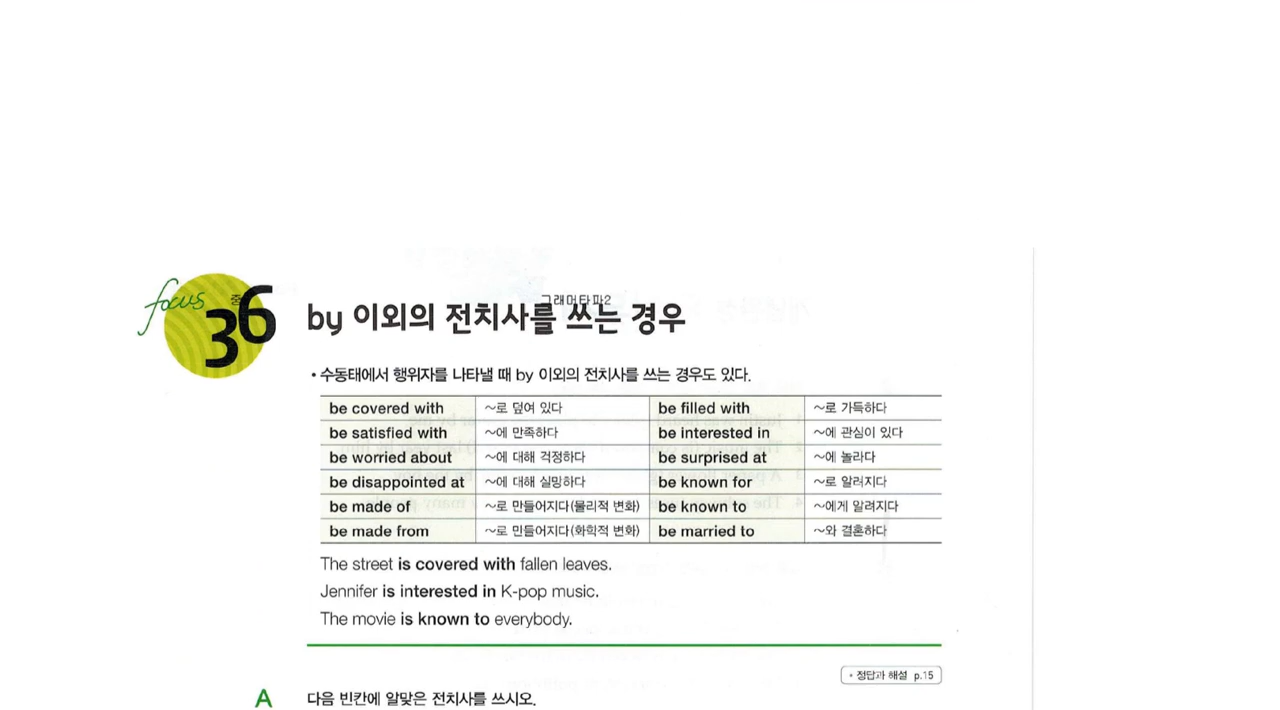 focus
중
36
그래머타파2
by 이외의 전치사를 쓰는 경우
• 수동태에서 행위자를 나타낼 때 by 이외의 전치사를 쓰는 경우도 있다.
be covered with ~로 덮여 있다 be filled with ~로 가득하다
be satisfied with ~에 만족하다 be interested in ~에 관심이 있다
be worried about ~에 대해 걱정하다 be surprised at ~에 놀라다
be disappointed at ~에 대해 실망하다 be known for ~로 알려지다
be made of ~로 만들어지다(물리적 변화) be known to ~에게 알려지다
be made from ~로 만들어지다(화학적 변화) be married to ~와 결혼하다
The street is covered with fallen leaves.
Jennifer is interested in K-pop music.
The movie is known to everybody.
• 정답과 해설 p.15
A 다음 빈칸에 알맞은 전치사를 쓰시오.